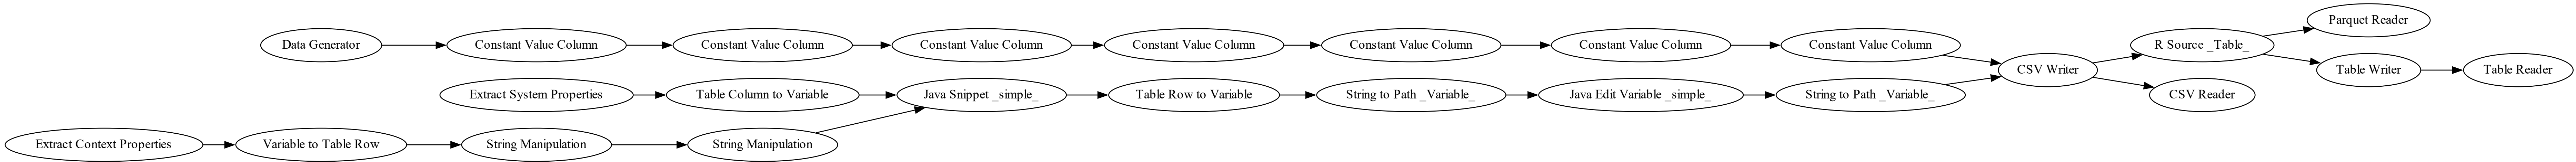 Parquet Reader
Data Generator
Constant Value Column
Constant Value Column
Constant Value Column
Constant Value Column
Constant Value Column
Constant Value Column
Constant Value Column
R Source _Table_
CSV Writer
Table Writer
Table Reader
Extract System Properties
Table Column to Variable
Java Snippet _simple_
Table Row to Variable
String to Path _Variable_
Java Edit Variable _simple_
String to Path _Variable_
CSV Reader
Extract Context Properties
Variable to Table Row
String Manipulation
String Manipulation